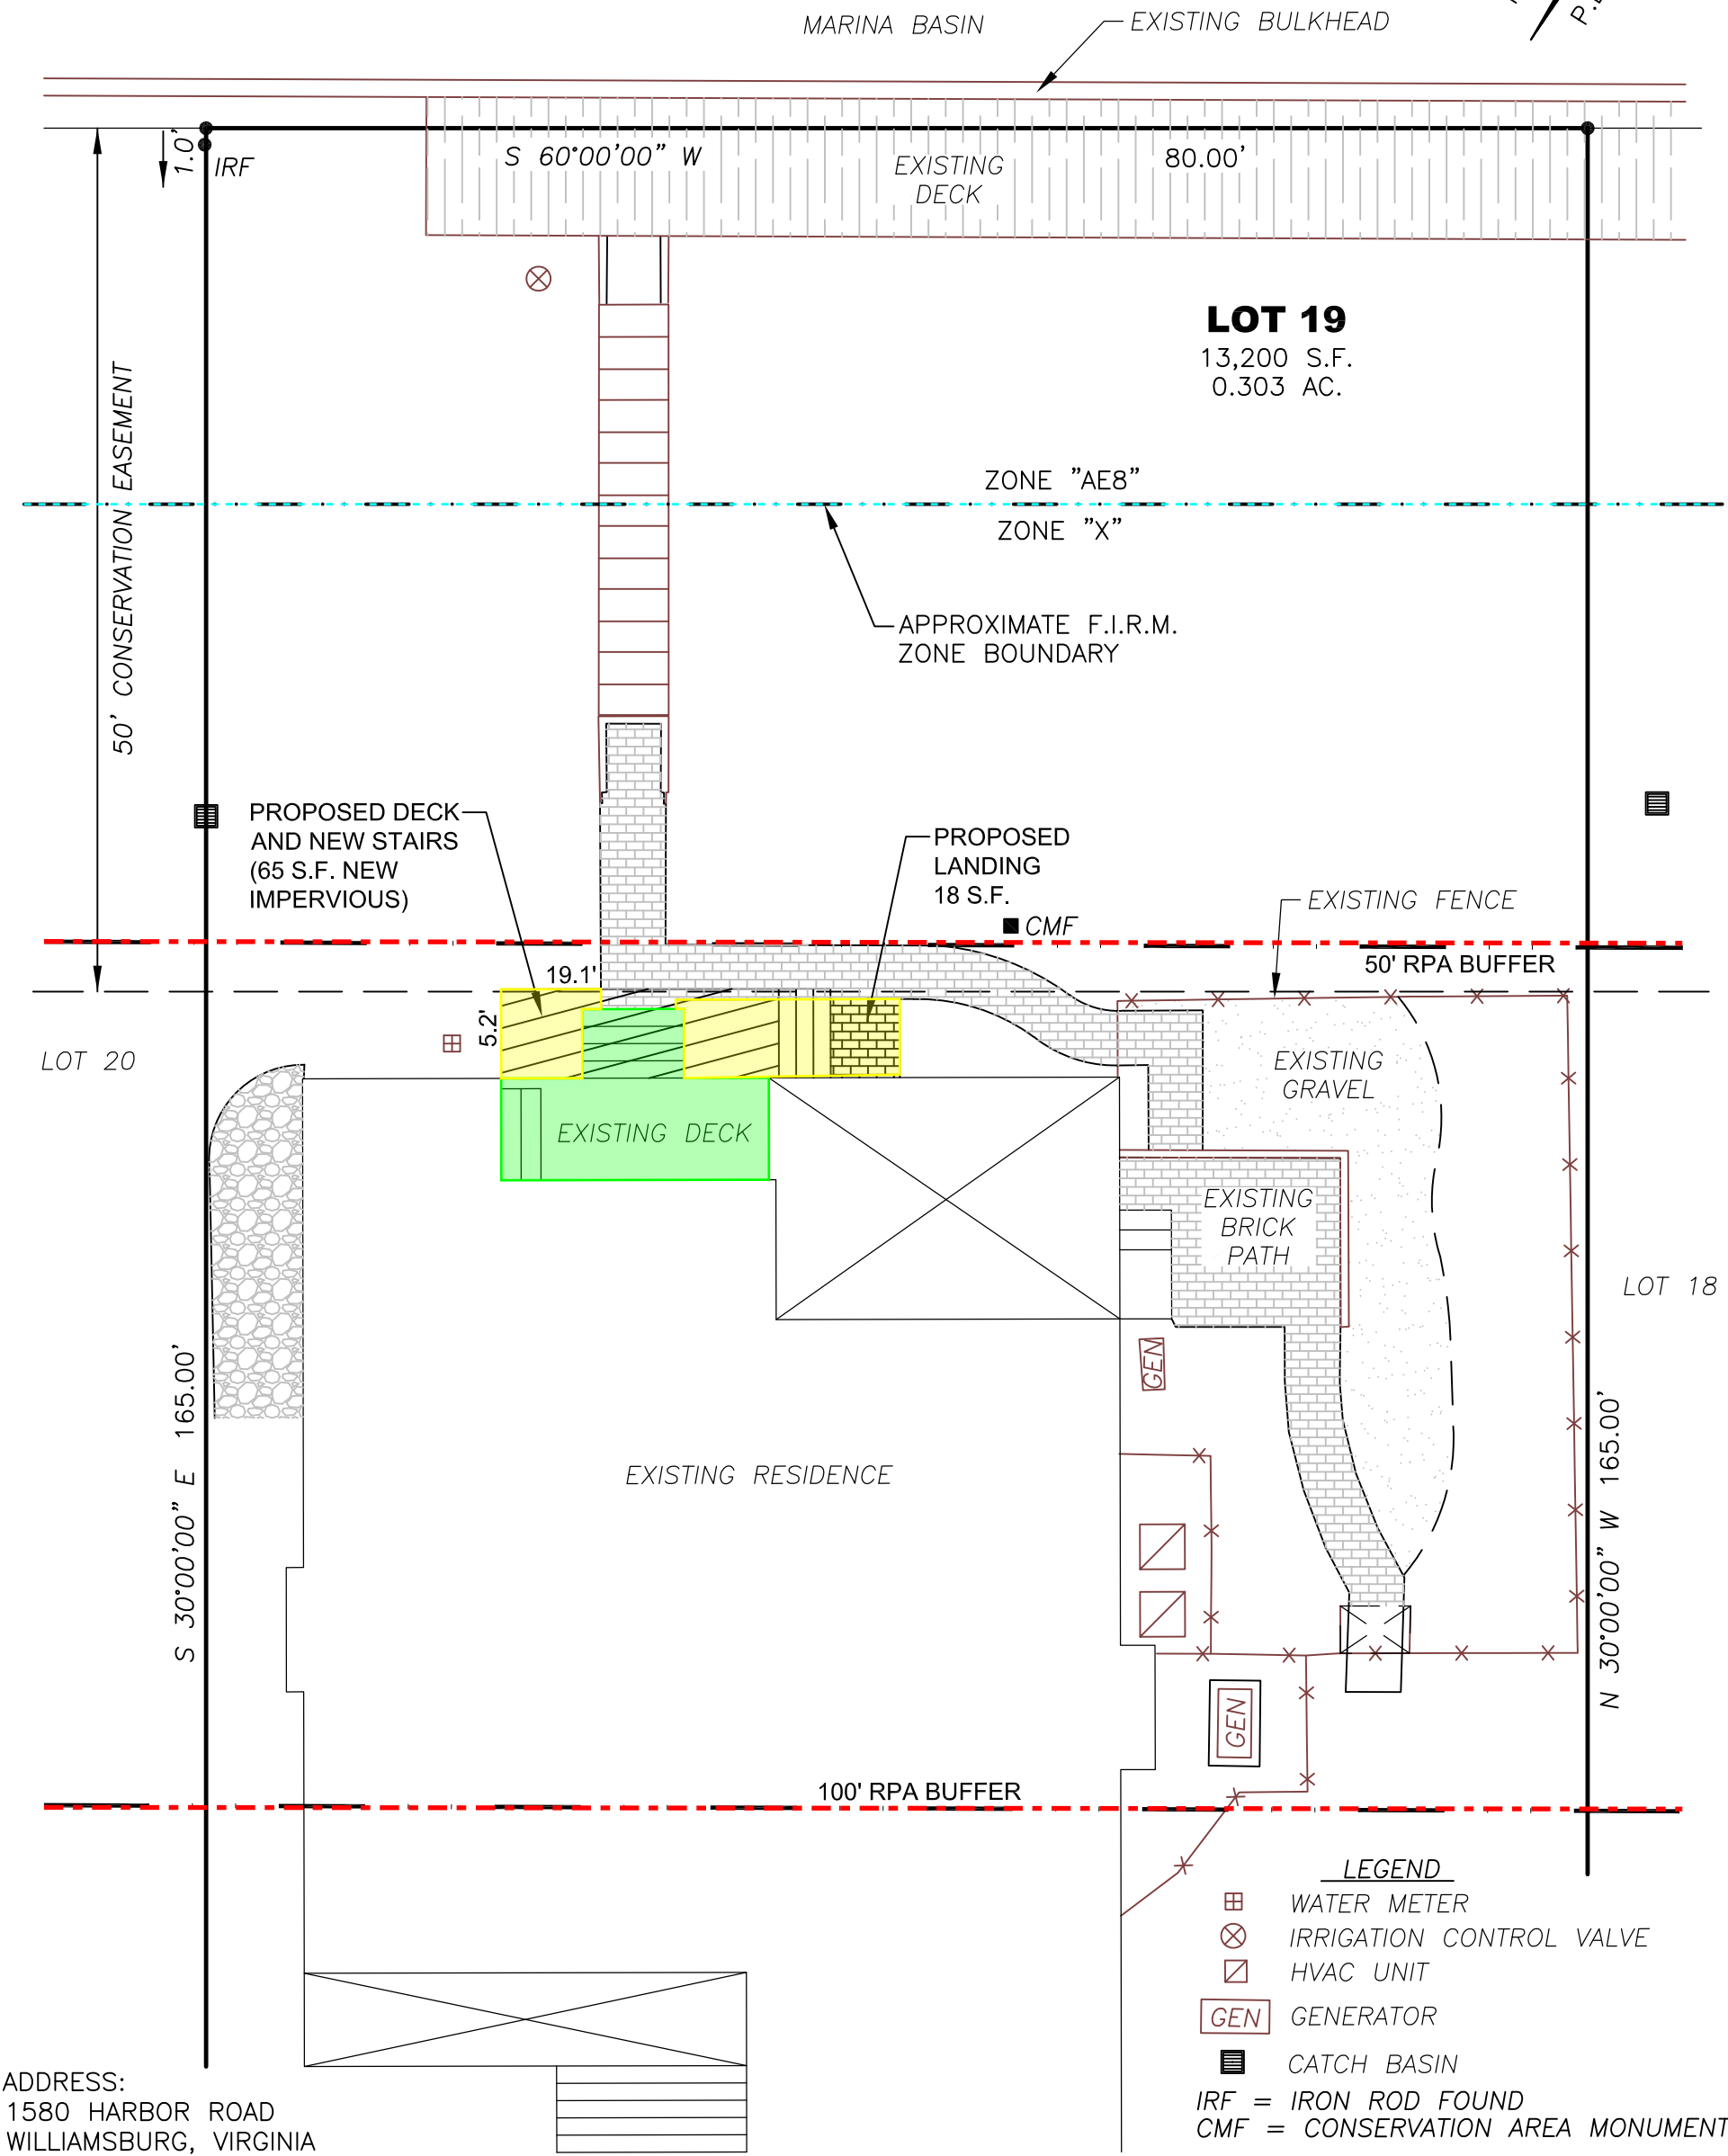 MARINA BASIN
EXISTING BULKHEAD
1.0'
IRF
S 60°00'00" W
EXISTING
DECK
80.00'
LOT 19
13,200 S.F.
0.303 AC.
50' CONSERVATION EASEMENT
ZONE "AE8"
ZONE "X"
APPROXIMATE F.I.R.M.
ZONE BOUNDARY
PROPOSED DECK
AND NEW STAIRS
(65 S.F. NEW
IMPERVIOUS)
PROPOSED
LANDING
18 S.F.
CMF
EXISTING FENCE
50' RPA BUFFER
19.1'
5.2'
LOT 20
EXISTING
GRAVEL
EXISTING DECK
EXISTING
BRICK
PATH
LOT 18
GEN
S 30°00'00" E 165.00'
EXISTING RESIDENCE
N 30°00'00" W 165.00'
GEN
100' RPA BUFFER
LEGEND
WATER METER
IRRIGATION CONTROL VALVE
HVAC UNIT
GEN GENERATOR
CATCH BASIN
IRF = IRON ROD FOUND
CMF = CONSERVATION AREA MONUMENT
ADDRESS:
1580 HARBOR ROAD
WILLIAMSBURG, VIRGINIA